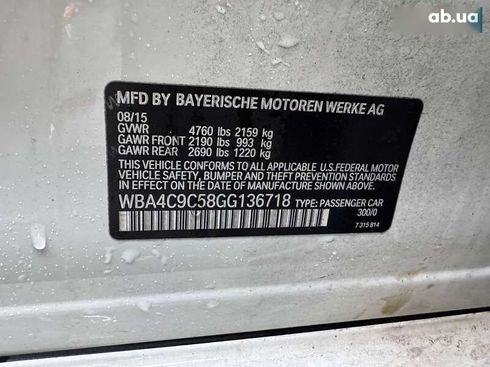 ab.ua
MFD BY BAYERISCHE MOTOREN WERKE AG
08/15
GVWR 4760 lbs 2159 kg
GAWR FRONT 2190 lbs 993 kg
GAWR REAR 2690 lbs 1220 kg
THIS VEHICLE CONFORMS TO ALL APPLICABLE U.S.FEDERAL MOTOR
VEHICLE SAFETY, BUMPER AND THEFT PREVENTION STANDARDS
IN EFFECT ON THE DATE OF MANUFACTURE SHOWN ABOVE.
WBA4C9C58GG136718 TYPE: PASSENGER CAR
300/0
7 315 814